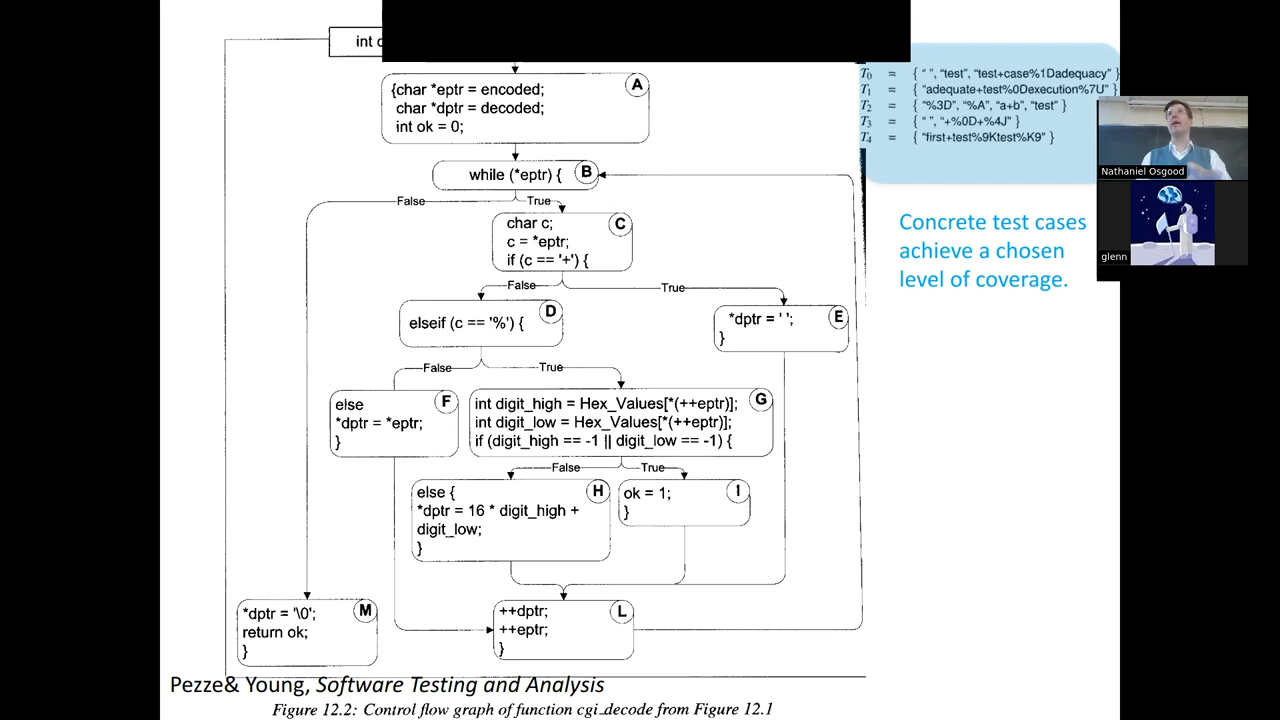 int
A
{char *eptr = encoded;
char *dptr = decoded;
int ok = 0;
while (*eptr) {
B
False
True
char c;
c = *eptr;
if (c == '+') {
C
False
True
elseif (c == '%') {
D
*dptr = ' ';
}
E
False
True
else
*dptr = *eptr;
}
F
int digit_high = Hex_Values[*(++eptr)];
int digit_low = Hex_Values[*(++eptr)];
if (digit_high == -1 || digit_low == -1) {
G
False
True
else {
*dptr = 16 * digit_high +
digit_low;
}
H
ok = 1;
}
I
*dptr = '\0';
return ok;
}
M
++dptr;
++eptr;
}
L
T0 = { " ", "test", "test+case%1Dadequacy" }
T1 = { "adequate+test%0Dexecution%7U" }
T2 = { "%3D", "%A", "a+b", "test" }
T3 = { " ", "+%0D+%4J" }
T4 = { "first+test%9Ktest%K9" }
Concrete test cases
achieve a chosen
level of coverage.
Nathaniel Osgood
glenn
Pezze& Young, Software Testing and Analysis
Figure 12.2: Control flow graph of function cgi_decode from Figure 12.1